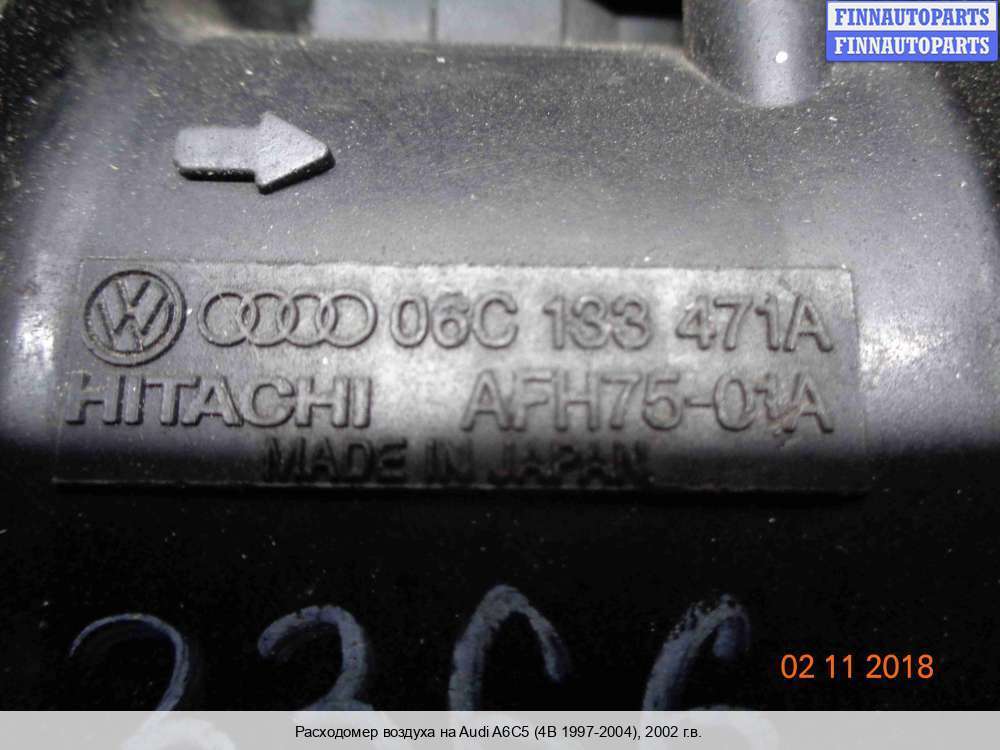 FINNAUTOPARTS
FINNAUTOPARTS
06C 133 471A
HITACHI AFH75-01A
MADE IN JAPAN
02 11 2018
Расходомер воздуха на Audi A6C5 (4B 1997-2004), 2002 г.в.